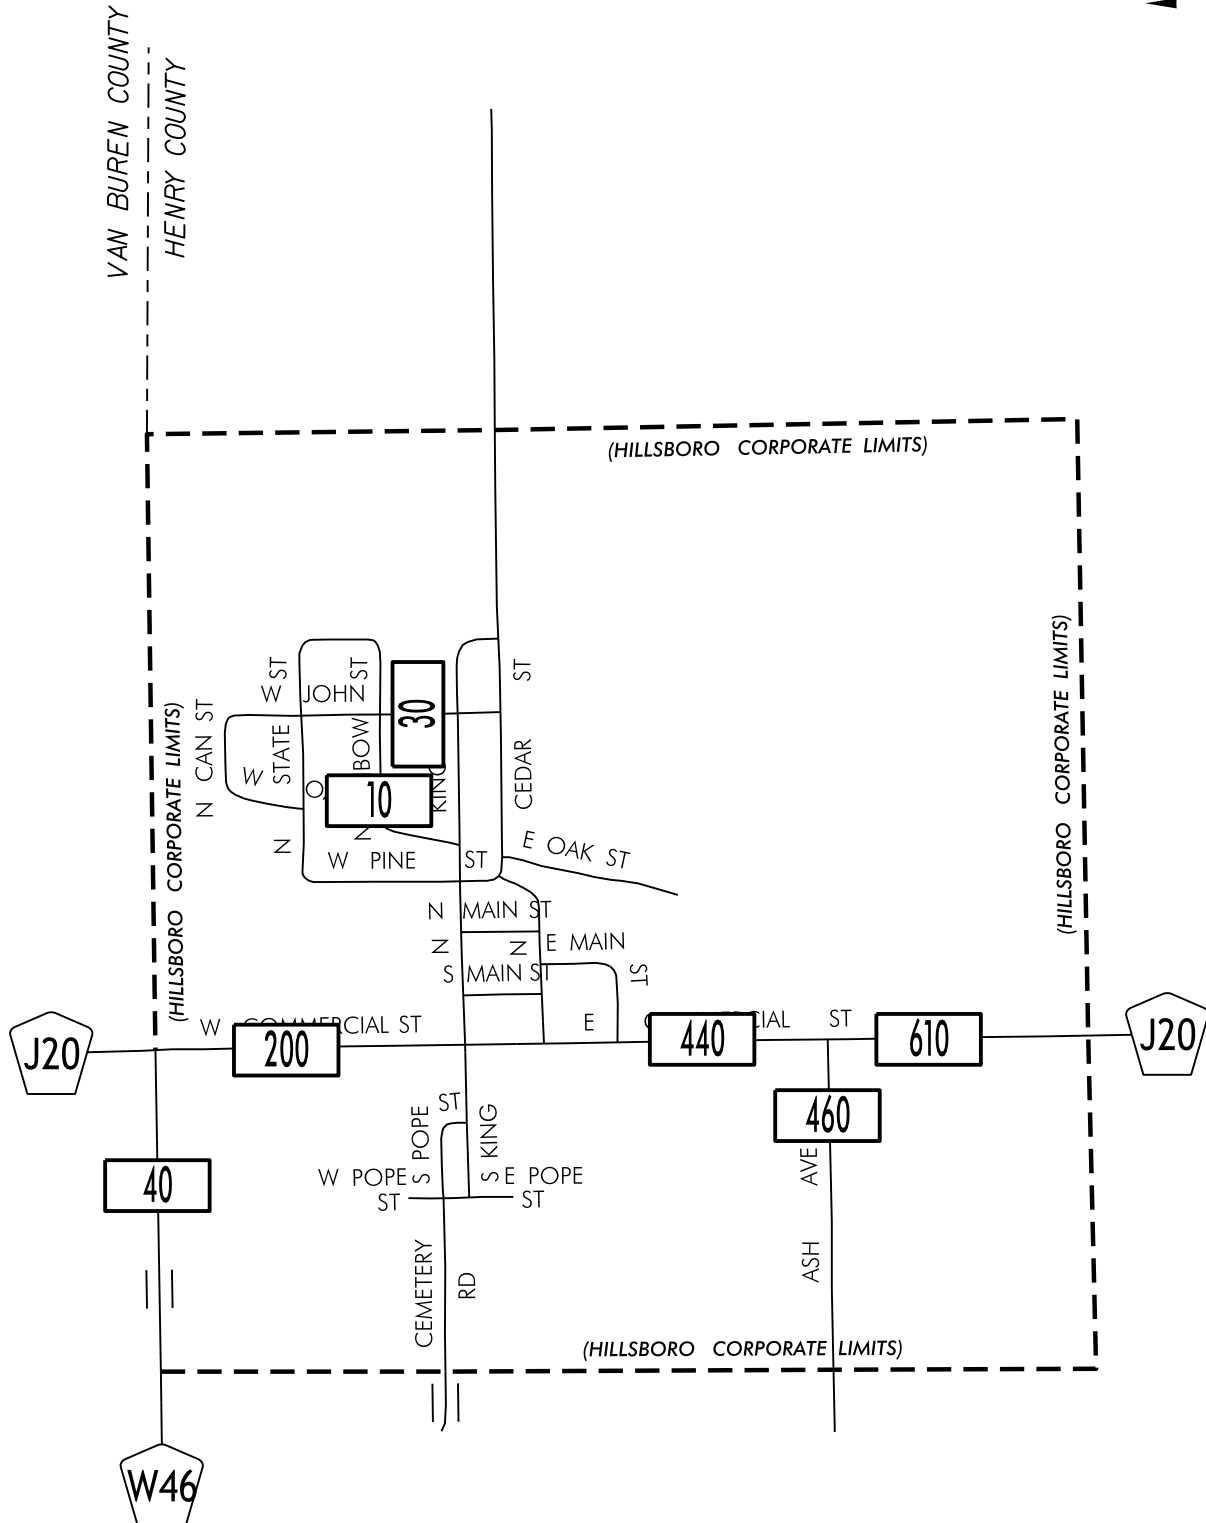 VAN BUREN COUNTY
HENRY COUNTY
(HILLSBORO CORPORATE LIMITS)
(HILLSBORO CORPORATE LIMITS)
(HILLSBORO CORPORATE LIMITS)
N CAN ST
W JOHN ST
N STATE ST
N BOW ST
30
KING
N CEDAR ST
W
10
W PINE ST
E OAK ST
N MAIN ST
E MAIN ST
S MAIN ST
N
W COMMERCIAL ST
E ST
J20
200
440
610
J20
460
40
S POPE ST
S KING
W POPE ST
E POPE ST
ASH AVE
CEMETERY RD
(HILLSBORO CORPORATE LIMITS)
W46